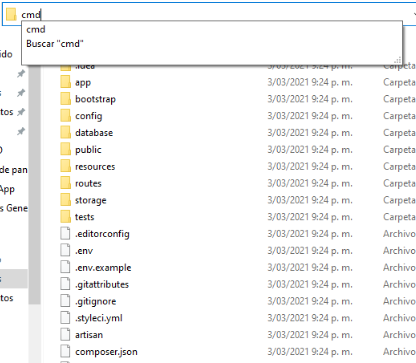 cmd
cmd
Buscar "cmd"
.idea 3/03/2021 9:24 p. m. Carpeta
app 3/03/2021 9:24 p. m. Carpeta
bootstrap 3/03/2021 9:24 p. m. Carpeta
config 3/03/2021 9:24 p. m. Carpeta
database 3/03/2021 9:24 p. m. Carpeta
public 3/03/2021 9:24 p. m. Carpeta
resources 3/03/2021 9:24 p. m. Carpeta
routes 3/03/2021 9:24 p. m. Carpeta
storage 3/03/2021 9:24 p. m. Carpeta
tests 3/03/2021 9:24 p. m. Carpeta
.editorconfig 3/03/2021 9:24 p. m. Archivo
.env 3/03/2021 9:24 p. m. Archivo
.env.example 3/03/2021 9:24 p. m. Archivo
.gitattributes 3/03/2021 9:24 p. m. Archivo
.gitignore 3/03/2021 9:24 p. m. Archivo
.styleci.yml 3/03/2021 9:24 p. m. Archivo
artisan 3/03/2021 9:24 p. m. Archivo
composer.json 3/03/2021 9:24 p. m. Archivo
ido
tos
de pan
App
s Gene
tos